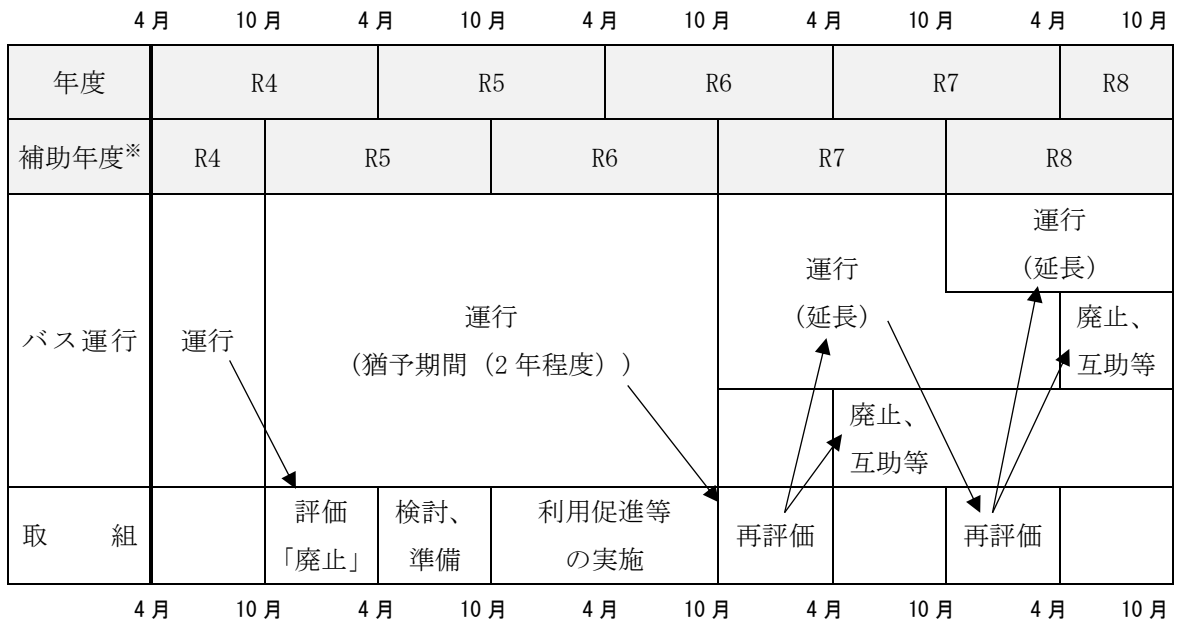 4月 10月 4月 10月 4月 10月 4月 10月 4月 10月
年度 R4 R5 R6 R7 R8
補助年度※ R4 R5 R6 R7 R8
バス運行
運行
運行
(猶予期間(2年程度))
運行
(延長)
運行
(延長)
廃止、
互助等
廃止、
互助等
取 組
評価
「廃止」
検討、
準備
利用促進等
の実施
再評価
再評価
4月 10月 4月 10月 4月 10月 4月 10月 4月 10月